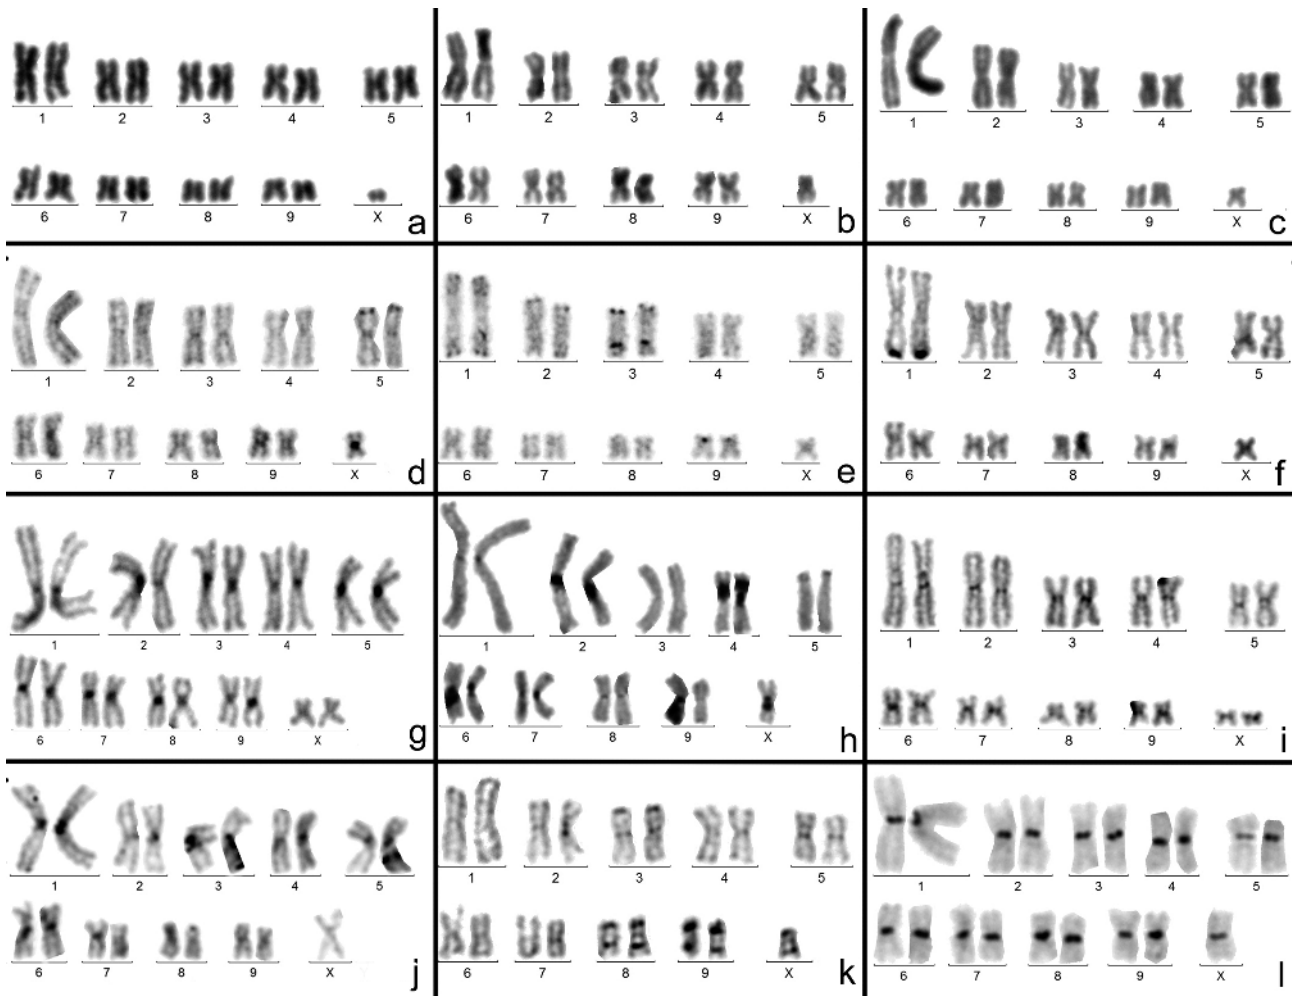 1 2 3 4 5
6 7 8 9 X a
1 2 3 4 5
6 7 8 9 X b
1 2 3 4 5
6 7 8 9 X c
1 2 3 4 5
6 7 8 9 X d
1 2 3 4 5
6 7 8 9 X e
1 2 3 4 5
6 7 8 9 X f
1 2 3 4 5
6 7 8 9 X g
1 2 3 4 5
6 7 8 9 X h
1 2 3 4 5
6 7 8 9 X i
1 2 3 4 5
6 7 8 9 X j
1 2 3 4 5
6 7 8 9 X k
1 2 3 4 5
6 7 8 9 X l